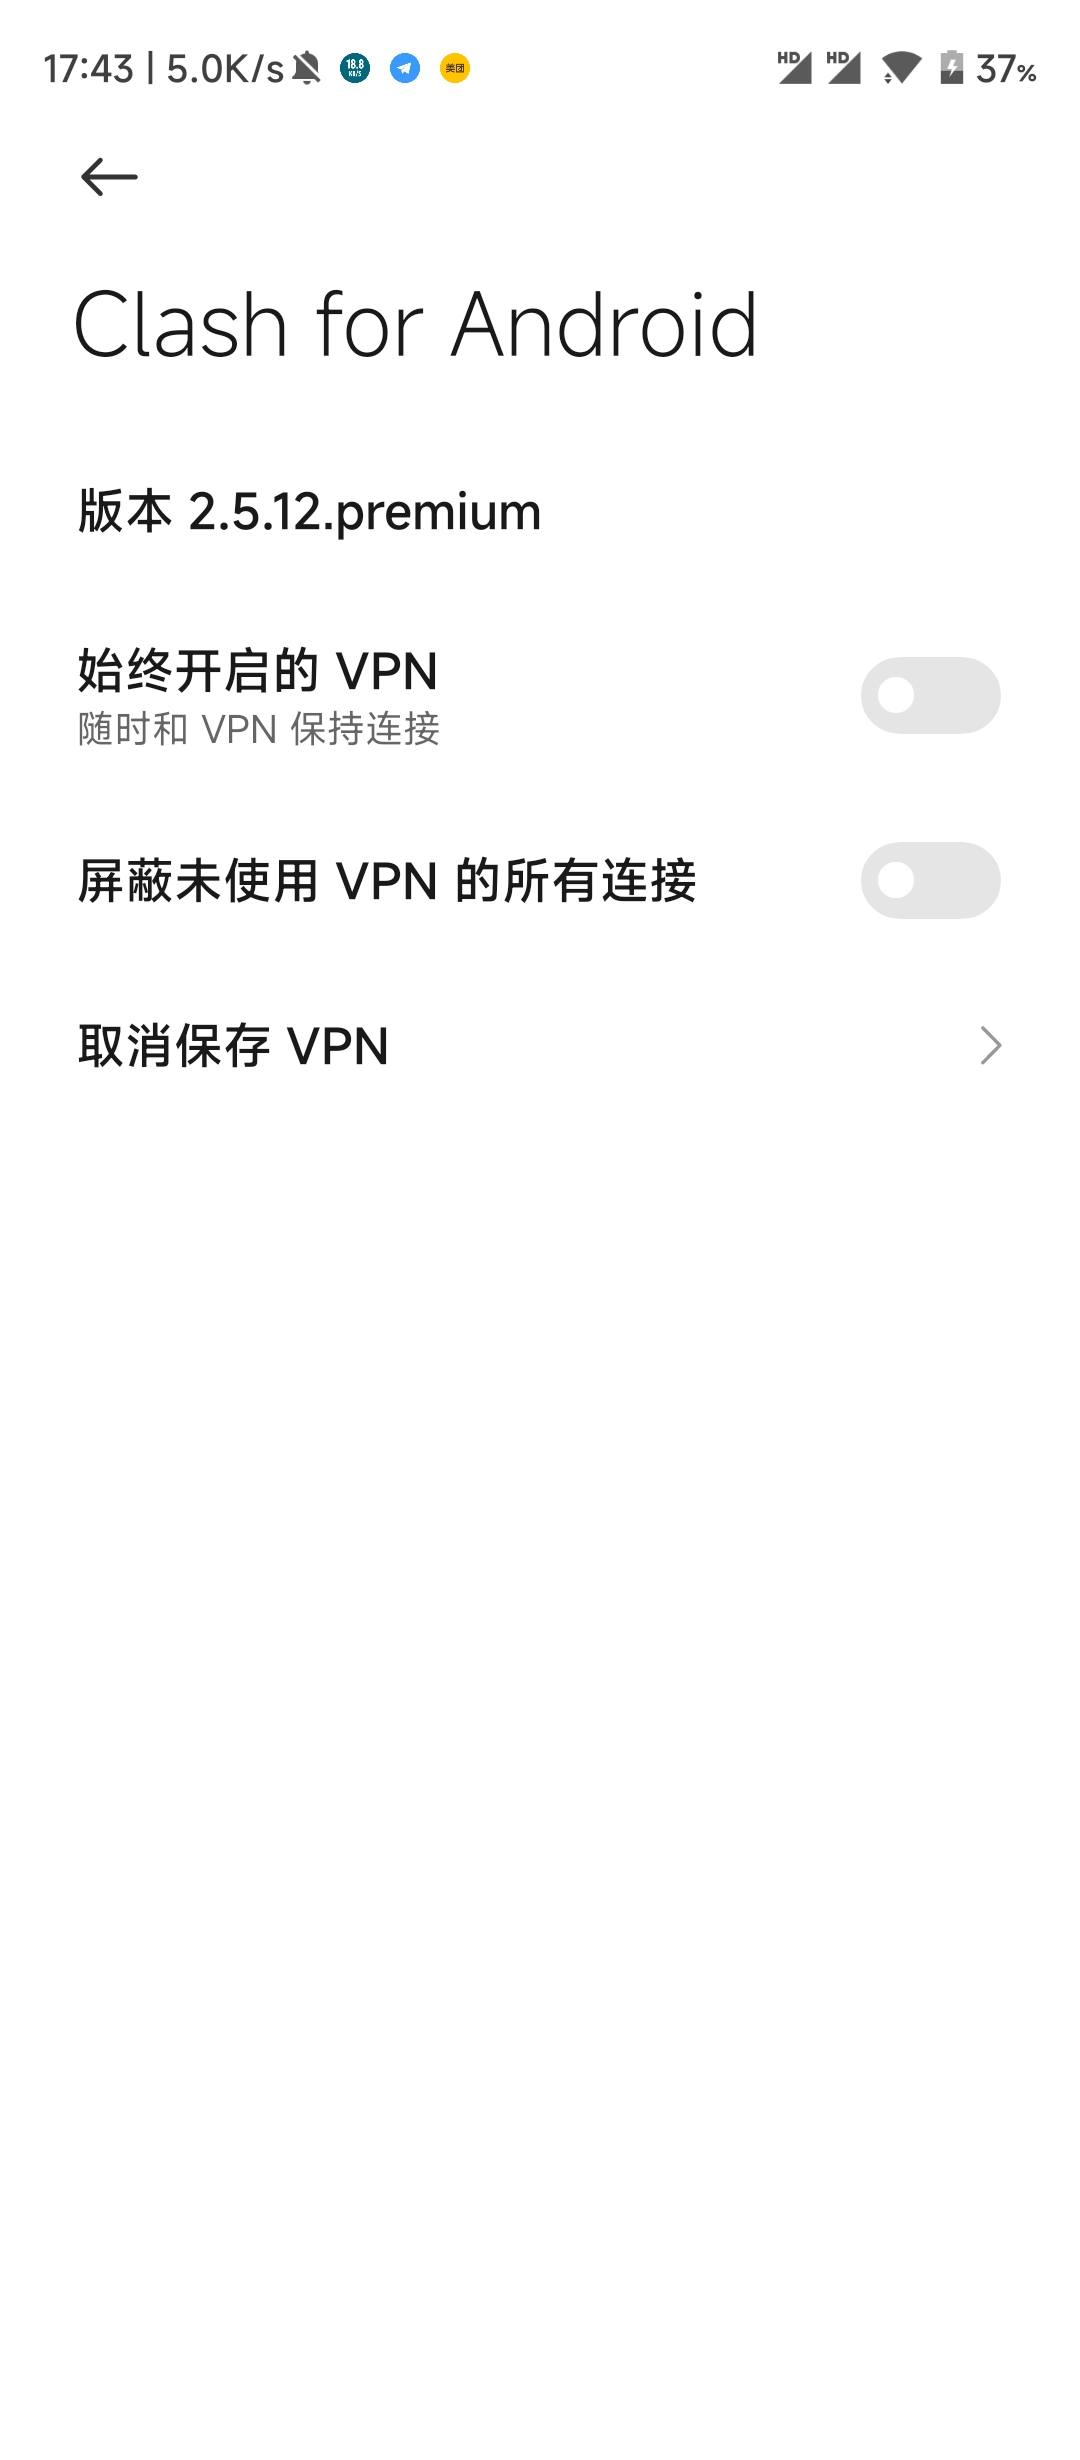 17:43 | 5.0K/s 18.8 KB/S 美团 HD HD 37%
Clash for Android
版本 2.5.12.premium
始终开启的 VPN
随时和 VPN 保持连接
屏蔽未使用 VPN 的所有连接
取消保存 VPN